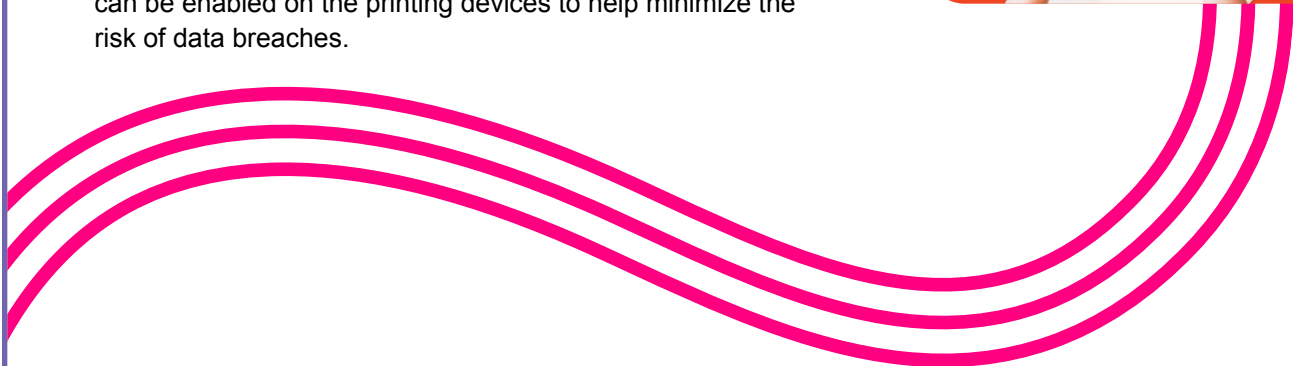 can be enabled on the printing devices to help minimize the
risk of data breaches.